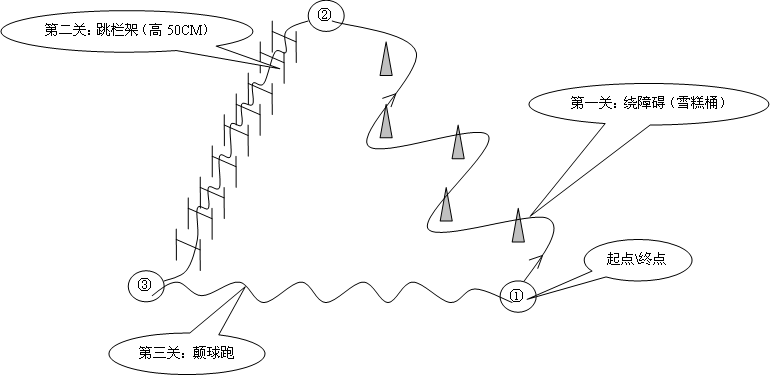 ②
第二关：跳栏架（高 50CM）
第一关：绕障碍（雪糕桶）
起点\终点
③
①
第三关：颠球跑